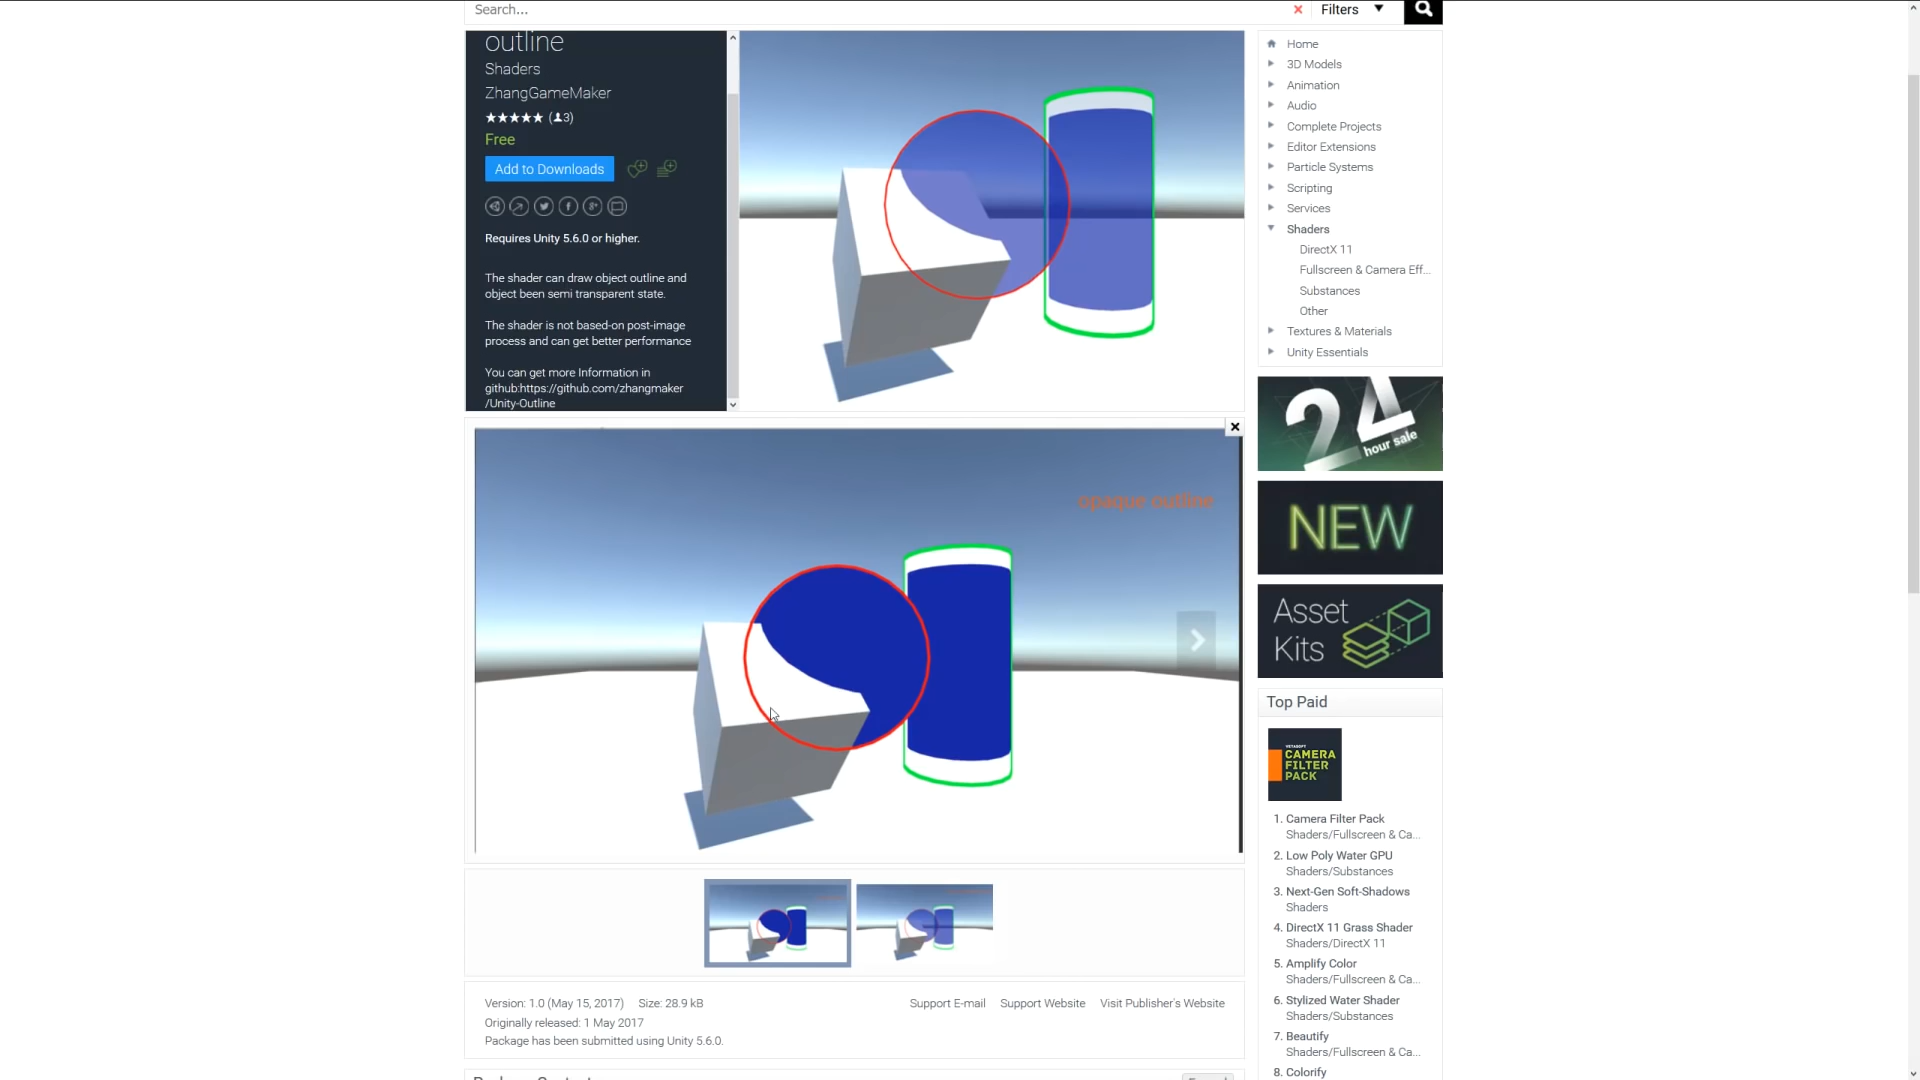 Search...
Filters
outline
Shaders
ZhangGameMaker
(3)
Free
Add to Downloads
Requires Unity 5.6.0 or higher.
The shader can draw object outline and
object been semi transparent state.
The shader is not based-on post-image
process and can get better performance
You can get more Information in
github:https://github.com/zhangmaker
/Unity-Outline
Home
3D Models
Animation
Audio
Complete Projects
Editor Extensions
Particle Systems
Scripting
Services
Shaders
DirectX 11
Fullscreen & Camera Eff...
Substances
Other
Textures & Materials
Unity Essentials
24
hour sale
NEW
Asset
Kits
opaque outline
Top Paid
CAMERA
FILTER
PACK
1. Camera Filter Pack
Shaders/Fullscreen & Ca...
2. Low Poly Water GPU
Shaders/Substances
3. Next-Gen Soft-Shadows
Shaders
4. DirectX 11 Grass Shader
Shaders/DirectX 11
5. Amplify Color
Shaders/Fullscreen & Ca...
6. Stylized Water Shader
Shaders/Substances
7. Beautify
Shaders/Fullscreen & Ca...
8. Colorify
Version: 1.0 (May 15, 2017) Size: 28.9 kB
Support E-mail Support Website Visit Publisher's Website
Originally released: 1 May 2017
Package has been submitted using Unity 5.6.0.